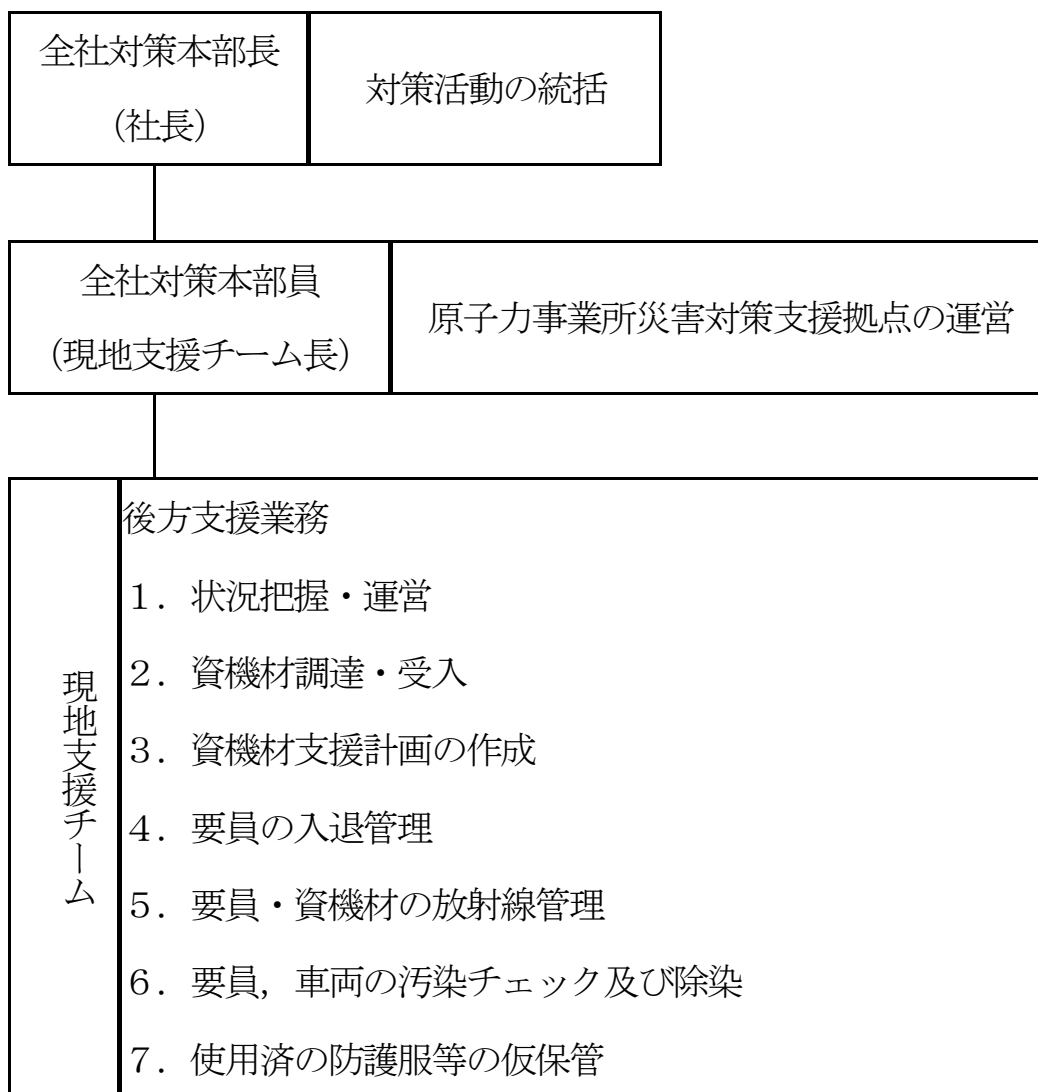 全社対策本部長
(社長)
対策活動の統括
全社対策本部員
(現地支援チーム長)
原子力事業所災害対策支援拠点の運営
現地支援チーム
後方支援業務
１．状況把握・運営
２．資機材調達・受入
３．資機材支援計画の作成
４．要員の入退管理
５．要員・資機材の放射線管理
６．要員，車両の汚染チェック及び除染
７．使用済の防護服等の仮保管